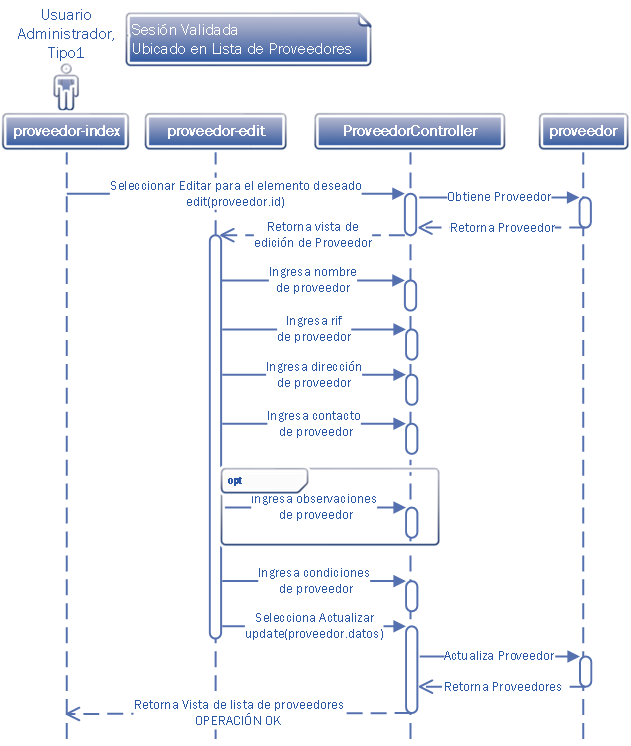 Usuario
Administrador,
Tipo1
Sesión Validada
Ubicado en Lista de Proveedores
proveedor-index
proveedor-edit
ProveedorController
proveedor
Seleccionar Editar para el elemento deseado
edit(proveedor.id)
Obtiene Proveedor
Retorna Proveedor
Retorna vista de
edición de Proveedor
Ingresa nombre
de proveedor
Ingresa rif
de proveedor
Ingresa dirección
de proveedor
Ingresa contacto
de proveedor
opt
Ingresa observaciones
de proveedor
Ingresa condiciones
de proveedor
Selecciona Actualizar
update(proveedor.datos)
Actualiza Proveedor
Retorna Proveedores
Retorna Vista de lista de proveedores
OPERACIÓN OK